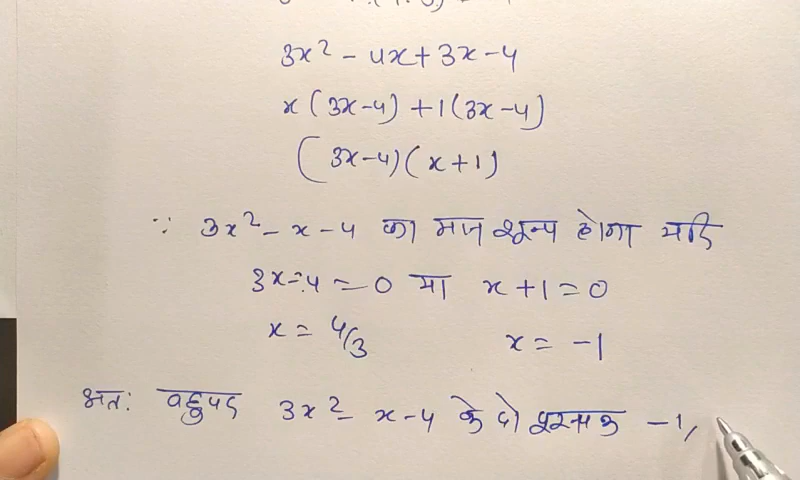 3x² - 4x + 3x - 4
x (3x-4) + 1 (3x-4)
(3x-4) (x+1)
∵ 3x² - x - 4 का मान शून्य होगा यदि
3x - 4 = 0 या x + 1 = 0
x = 4/3 x = -1
अतः बहुपद 3x² - x - 4 के दो शून्यक -1,